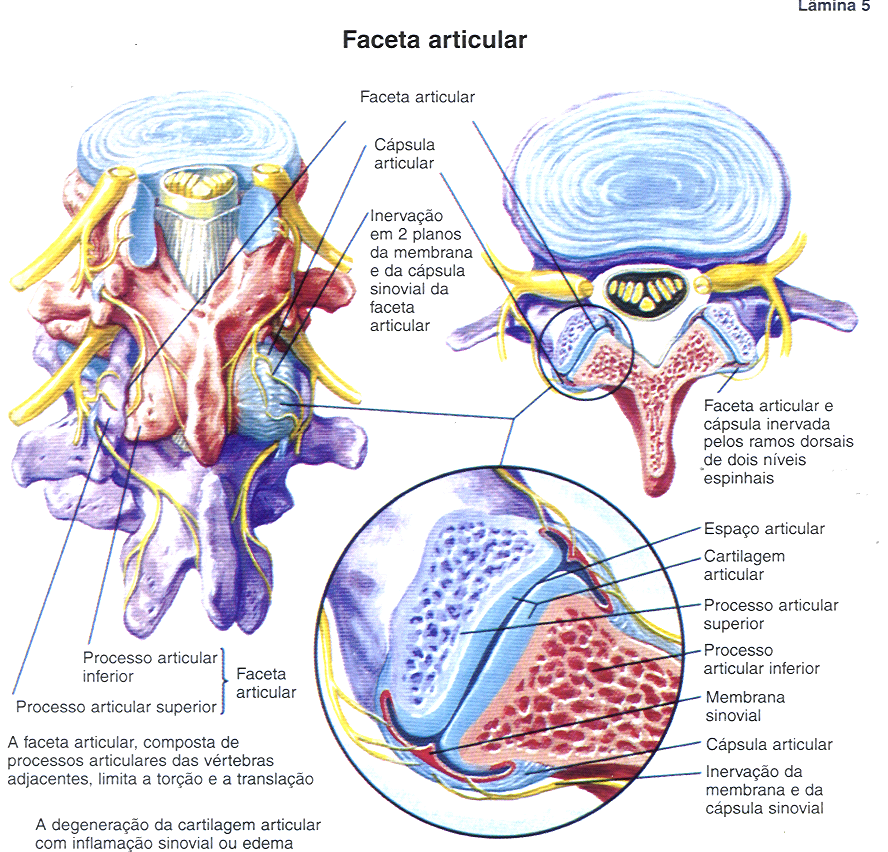 Lâmina 5
Faceta articular
Faceta articular
Cápsula
articular
Inervação
em 2 planos
da membrana
e da cápsula
sinovial da
faceta
articular
Faceta articular e
cápsula inervada
pelos ramos dorsais
de dois níveis
espinhais
Espaço articular
Cartilagem
articular
Processo articular
superior
Processo
articular inferior
Membrana
sinovial
Cápsula articular
Inervação da
membrana e da
cápsula sinovial
Processo articular
inferior
Processo articular superior
Faceta
articular
A faceta articular, composta de
processos articulares das vértebras
adjacentes, limita a torção e a translação
A degeneração da cartilagem articular
com inflamação sinovial ou edema